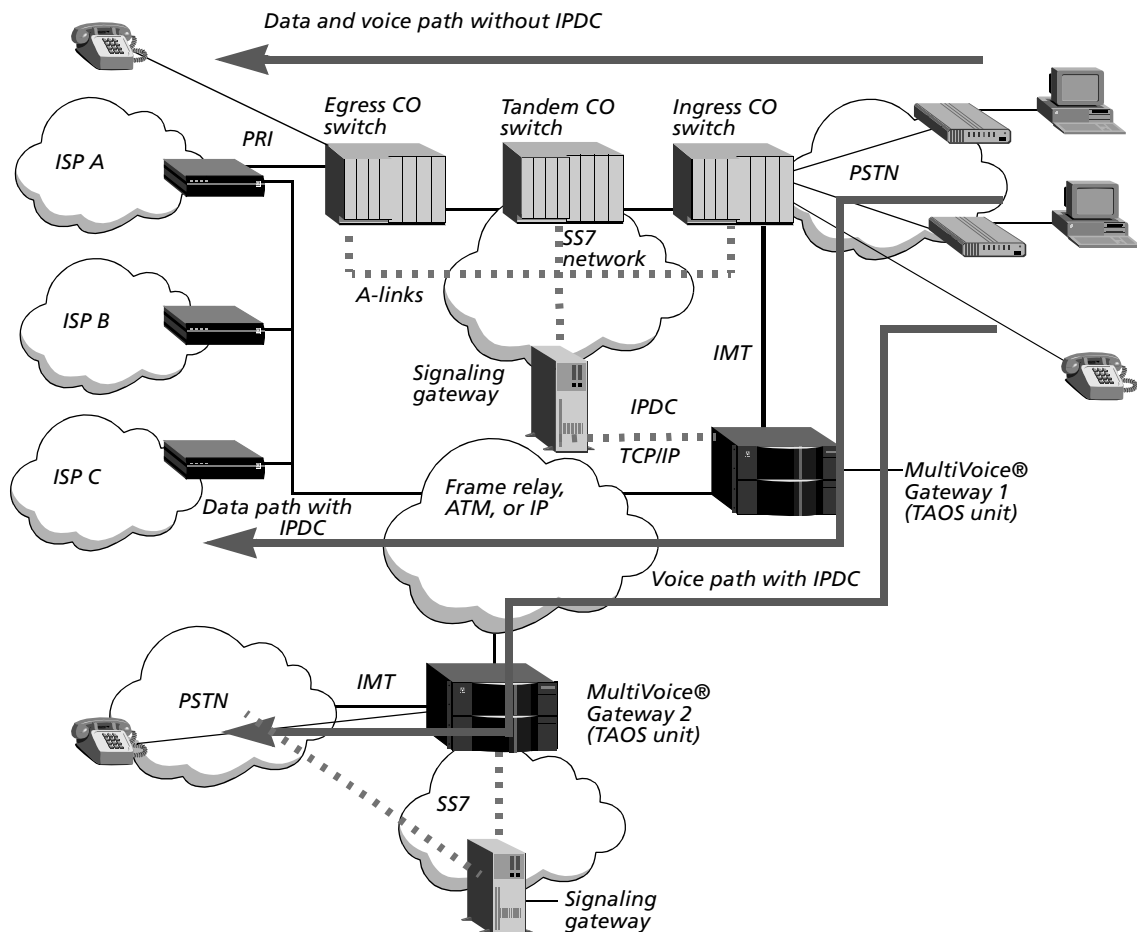 Data and voice path without IPDC
Egress CO
switch
Tandem CO
switch
Ingress CO
switch
PRI
ISP A
PSTN
SS7
network
A-links
ISP B
IMT
Signaling
gateway
IPDC
TCP/IP
ISP C
Frame relay,
ATM, or IP
MultiVoice®
Gateway 1
(TAOS unit)
Data path with
IPDC
Voice path with IPDC
PSTN
IMT
MultiVoice®
Gateway 2
(TAOS unit)
SS7
Signaling
gateway